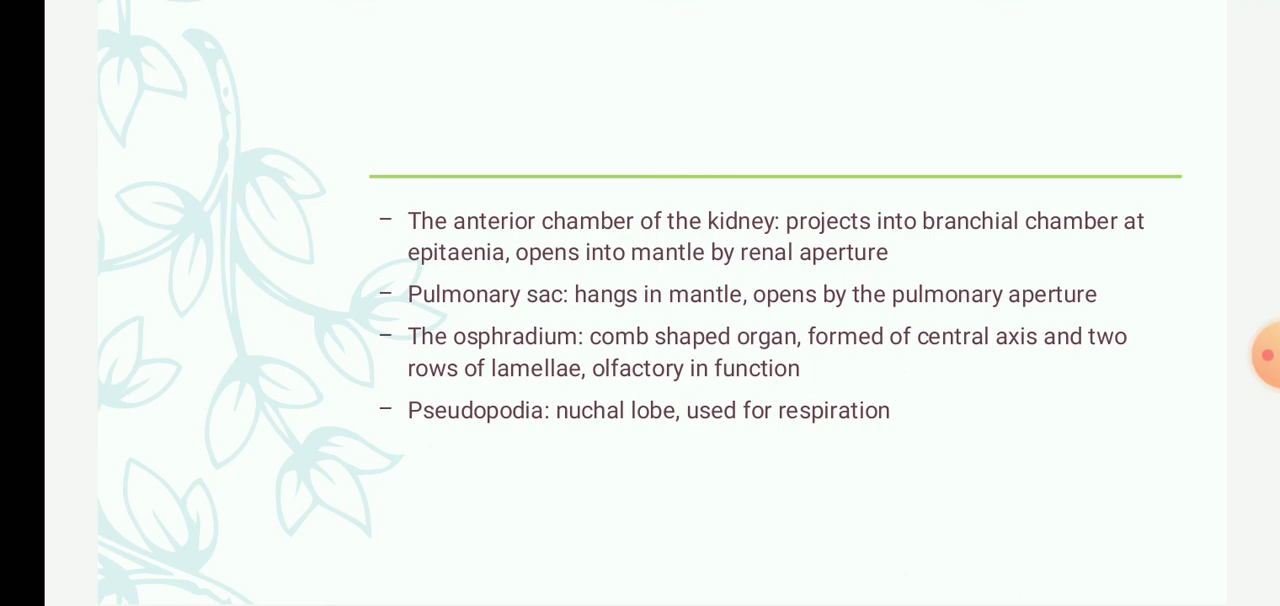 – The anterior chamber of the kidney: projects into branchial chamber at
epitaenia, opens into mantle by renal aperture
– Pulmonary sac: hangs in mantle, opens by the pulmonary aperture
– The osphradium: comb shaped organ, formed of central axis and two
rows of lamellae, olfactory in function
– Pseudopodia: nuchal lobe, used for respiration